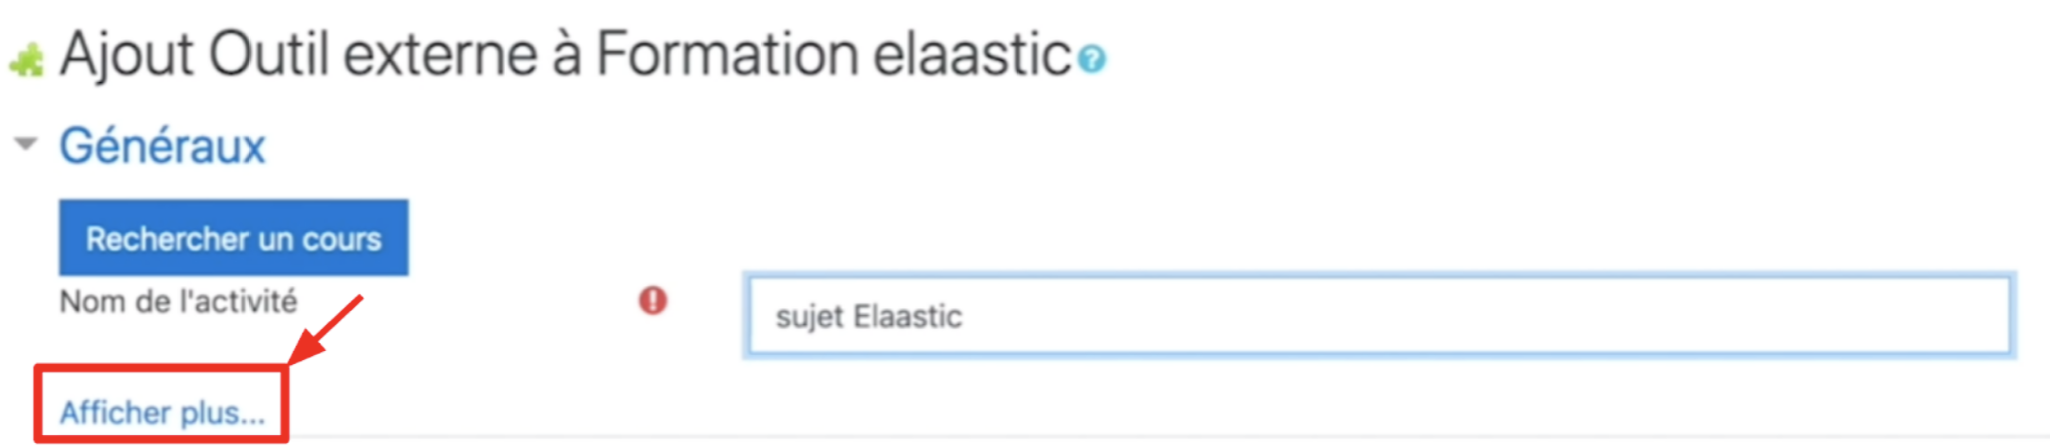 Ajout Outil externe à Formation elaastic
Généraux
Rechercher un cours
Nom de l'activité
sujet Elaastic
Afficher plus...